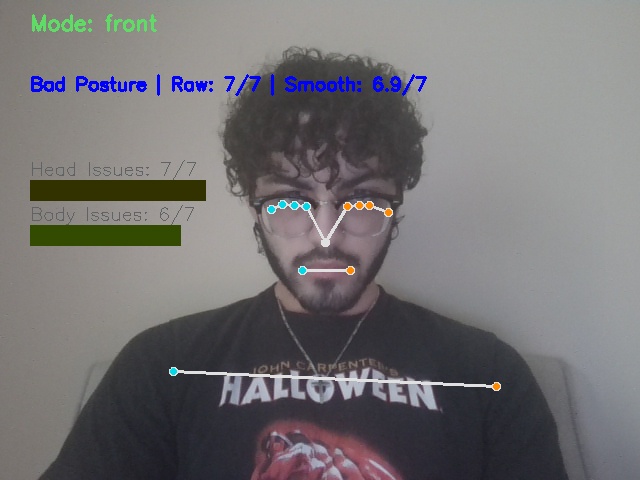 Mode: front
Bad Posture | Raw: 7/7 | Smooth: 6.9/7
Head Issues: 7/7
Body Issues: 6/7
JOHN CARPENTER'S
HALLOWEEN